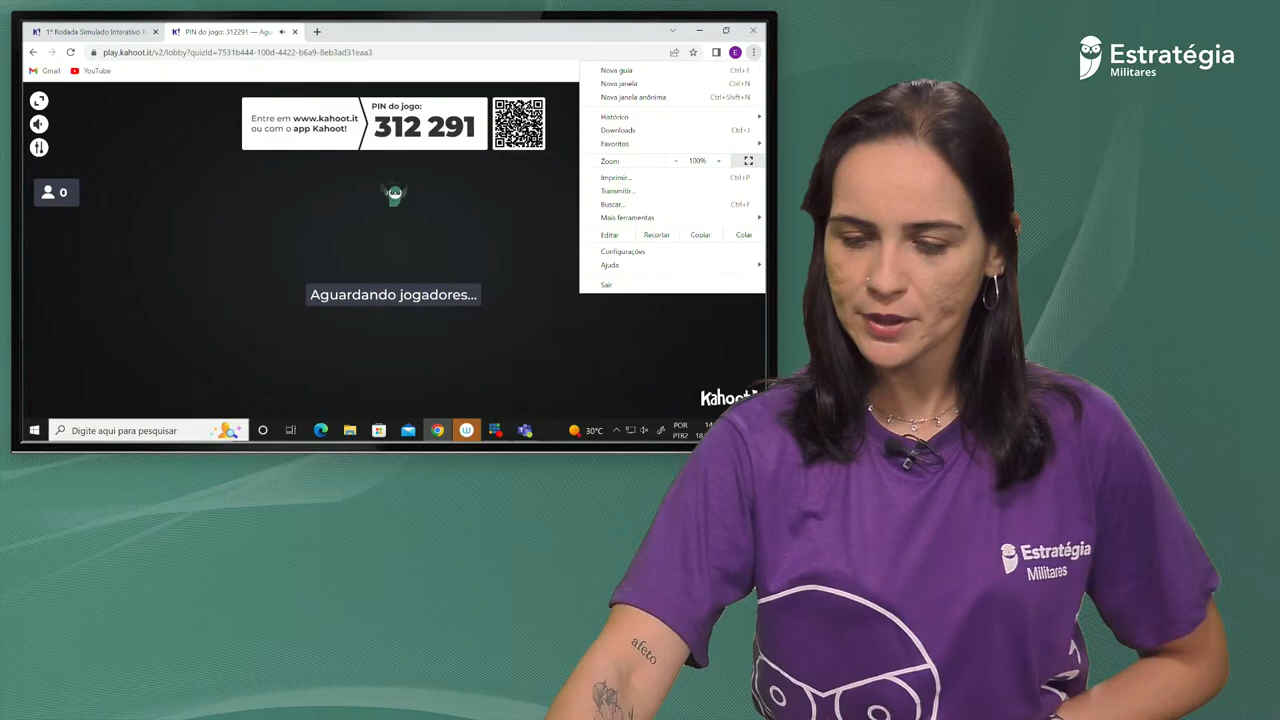 1ª Rodada Simulado Interativo P
PIN do jogo: 312291 — Agu
play.kahoot.it/v2/lobby?quizId=7531b444-100d-4422-b6a9-8eb3ad31eaa3
E
Gmail
YouTube
Entre em www.kahoot.it
ou com o app Kahoot!
PIN do jogo:
312 291
0
Aguardando jogadores...
Kahoot!
Nova guia Ctrl+T
Nova janela Ctrl+N
Nova janela anônima Ctrl+Shift+N
Histórico
Downloads Ctrl+J
Favoritos
Zoom - 100% +
Imprimir... Ctrl+P
Transmitir...
Buscar... Ctrl+F
Mais ferramentas
Editar Recortar Copiar Colar
Configurações
Ajuda
Sair
Digite aqui para pesquisar
30°C
POR
PTB2
Estratégia
Militares
Estratégia
Militares
afeto